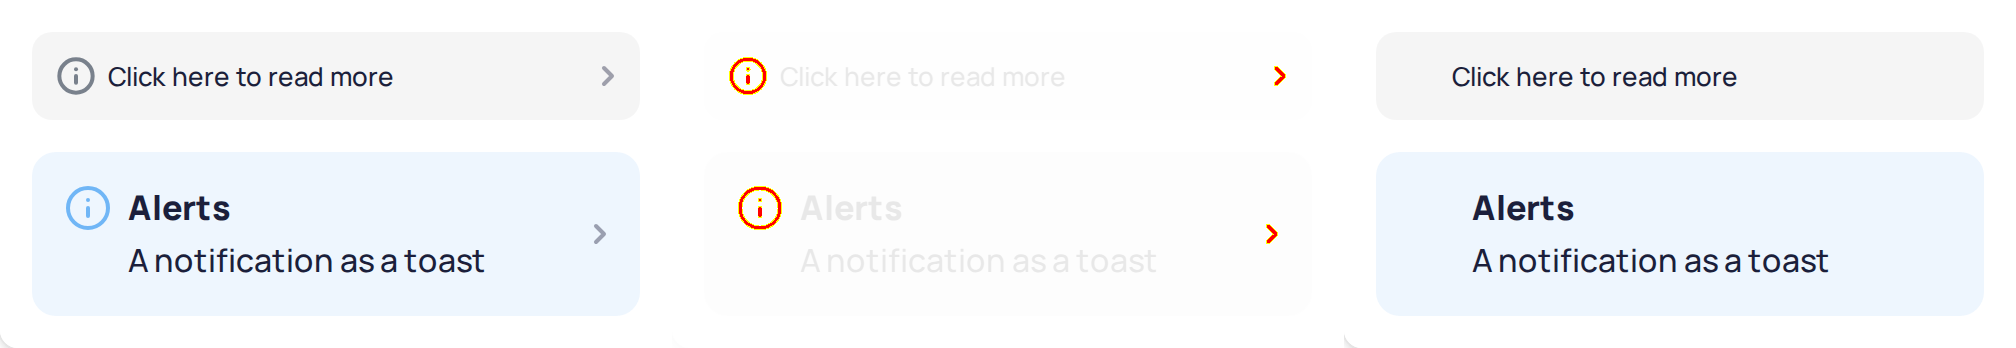 Click here to read more
Alerts
A notification as a toast
Click here to read more
Alerts
A notification as a toast
Click here to read more
Alerts
A notification as a toast